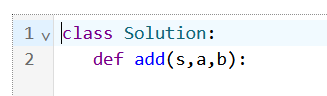 1 class Solution:
2 def add(s,a,b):